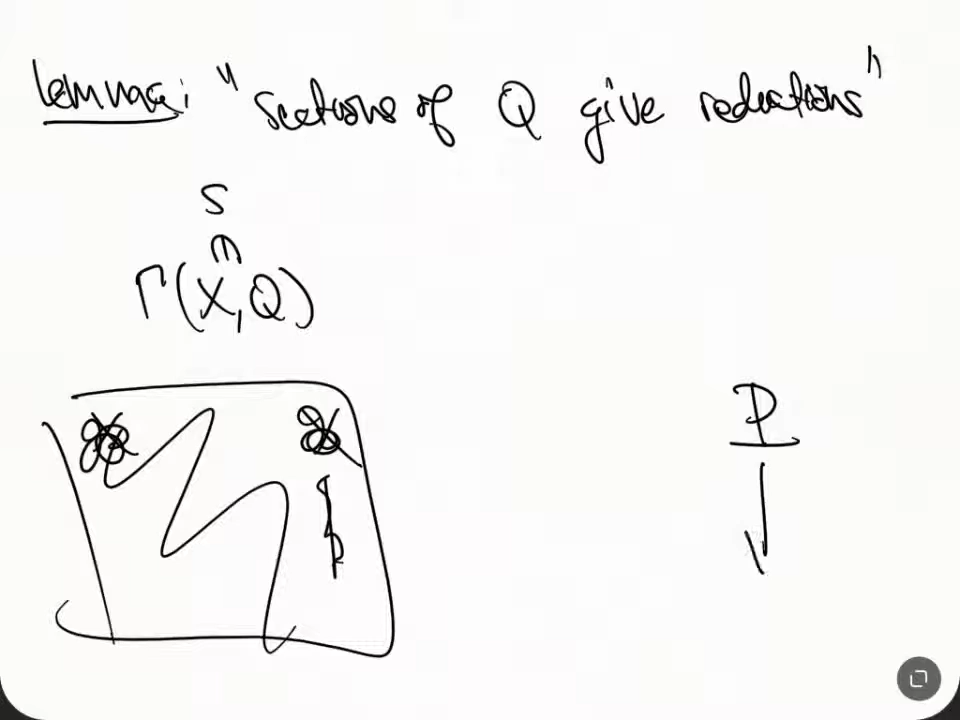 Lemma: "sections of Q give reductions"
s
∩
Γ(X,Q)
P
↓